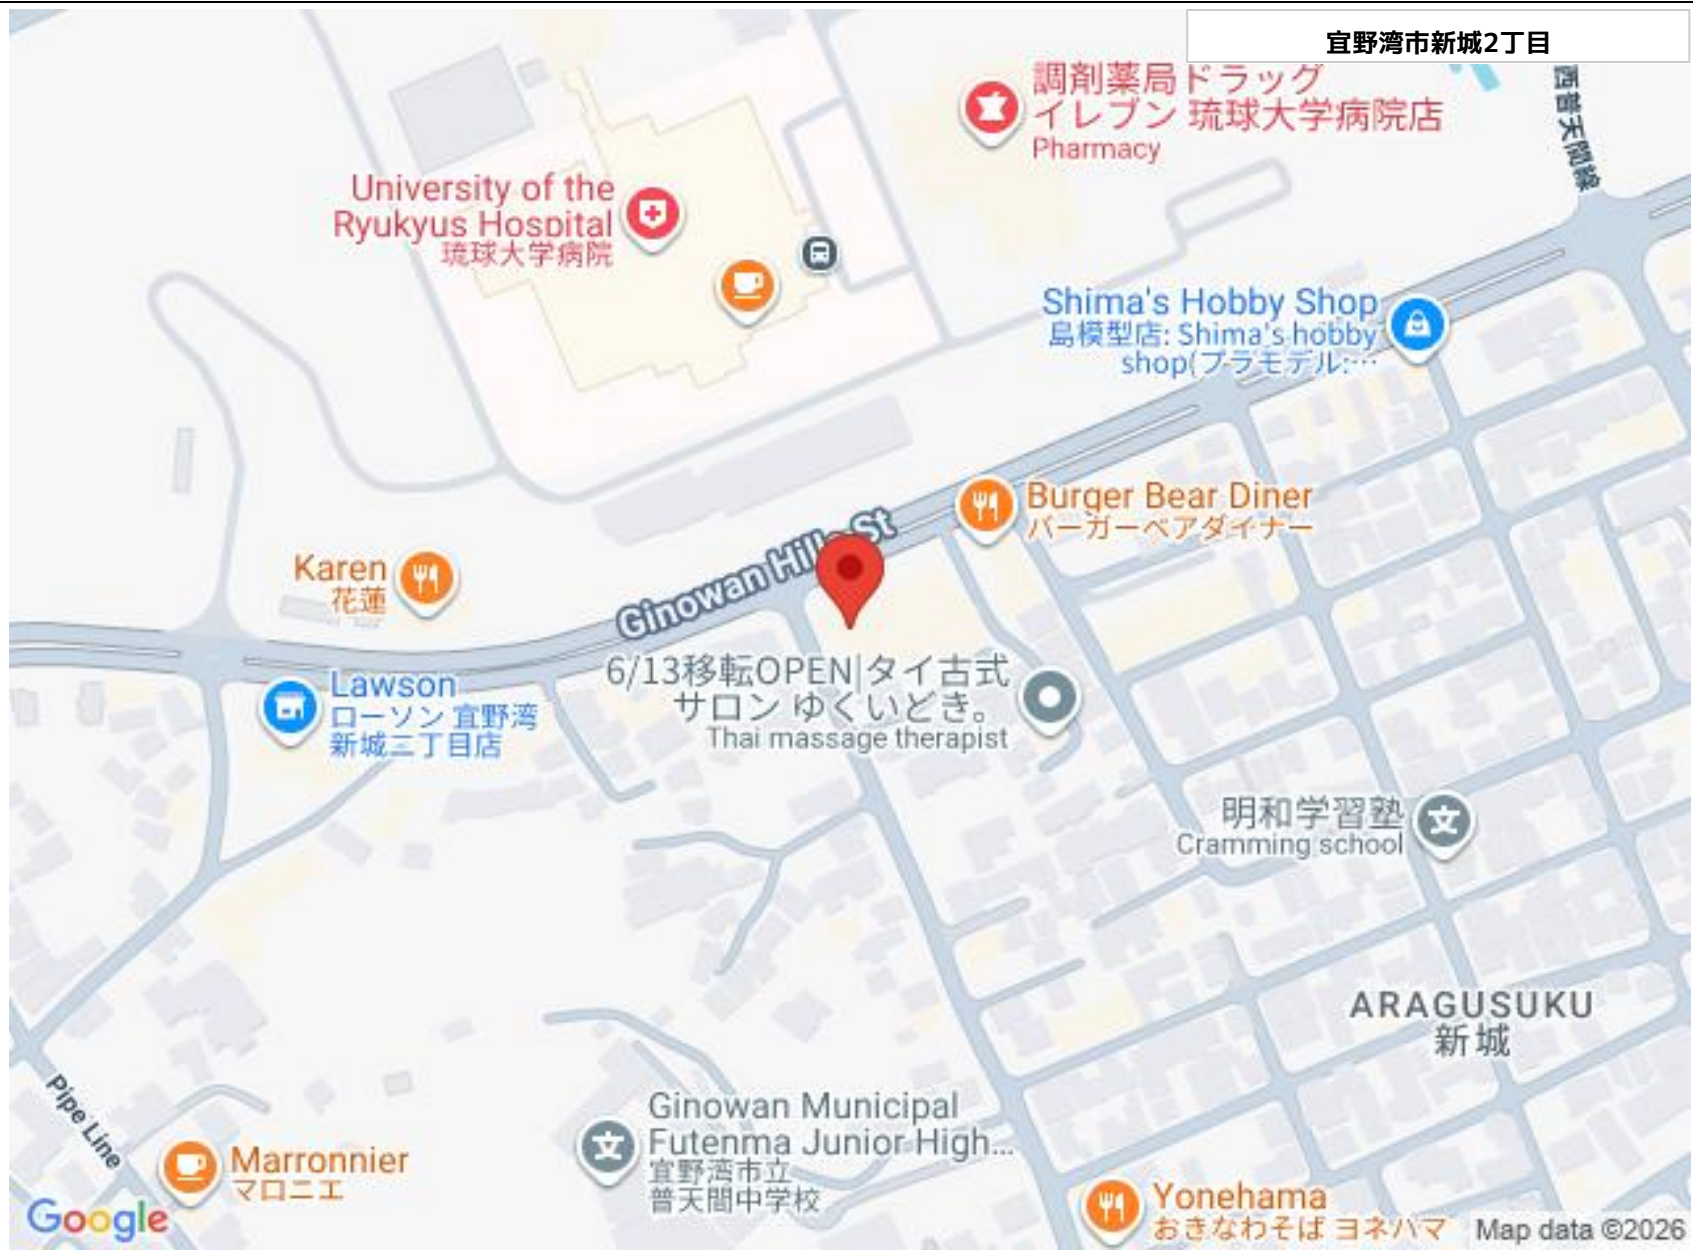 宜野湾市新城2丁目
調剤薬局ドラッグ
イレブン 琉球大学病院店
Pharmacy
西普天間線
University of the
Ryukyus Hospital
琉球大学病院
Shima's Hobby Shop
島模型店: Shima's hobby
shop(プラモデル:…
Burger Bear Diner
バーガーベアダイナー
Ginowan Hills St
Karen
花蓮
Lawson
ローソン 宜野湾
新城二丁目店
6/13移転OPEN|タイ古式
サロン ゆくいどき。
Thai massage therapist
明和学習塾
Cramming school
ARAGUSUKU
新城
Pipe Line
Ginowan Municipal
Futenma Junior High...
宜野湾市立
普天間中学校
Marronnier
マロニエ
Yonehama
おきなわそば ヨネハマ
Google
Map data ©2026